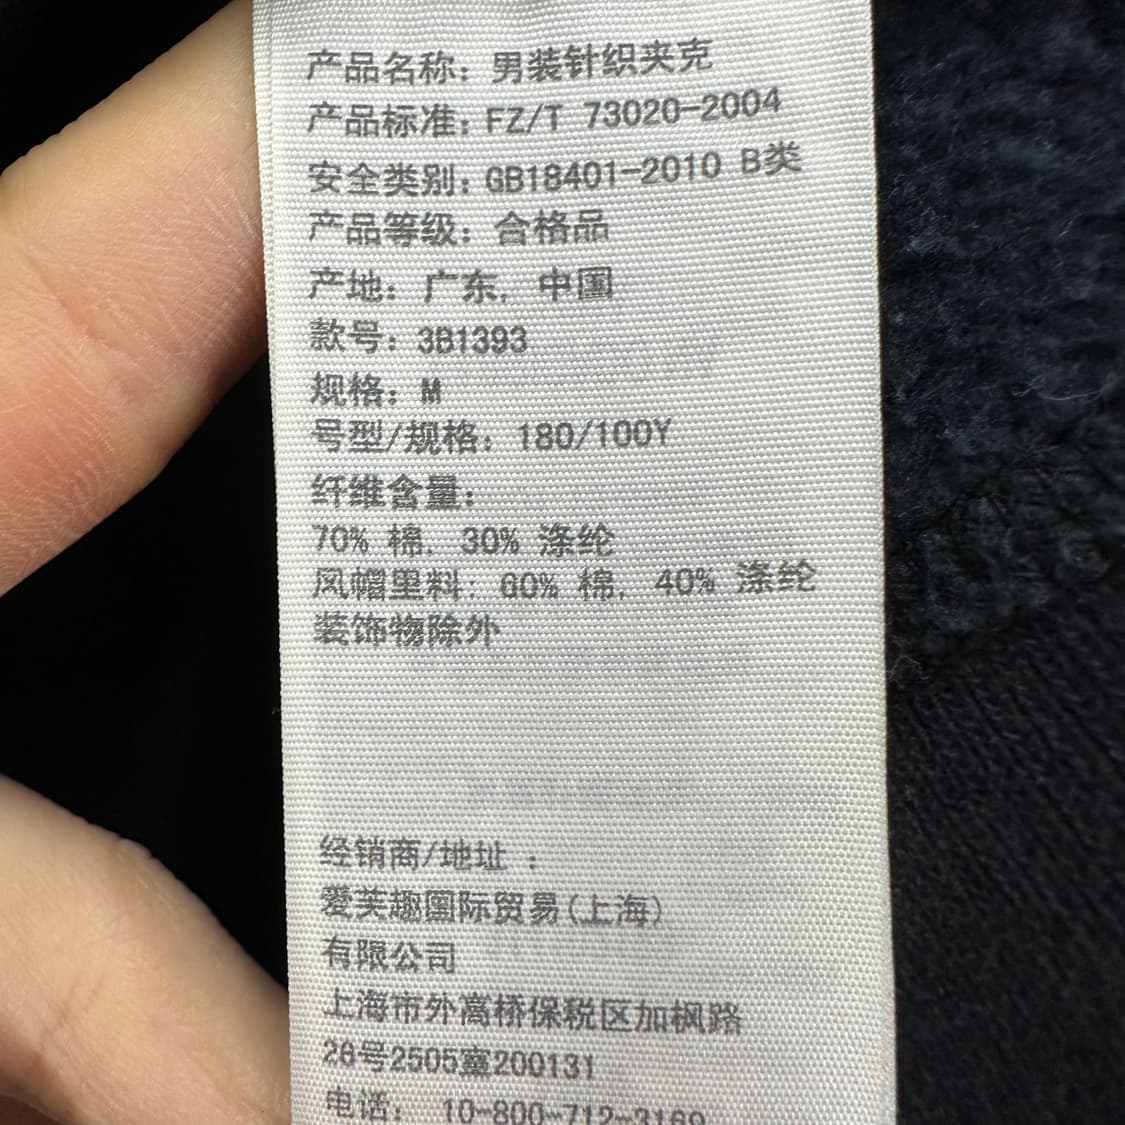 产品名称：男装针织夹克
产品标准：FZ/T 73020-2004
安全类别：GB18401-2010 B类
产品等级：合格品
产地：广东，中国
款号：3B1393
规格：M
号型/规格：180/100Y
纤维含量：
70% 棉，30% 涤纶
风帽里料：60% 棉，40% 涤纶
装饰物除外
经销商/地址：
爱芙趣国际贸易(上海)
有限公司
上海市外高桥保税区加枫路
26号2505室200131
电话： 10-800-712-3169